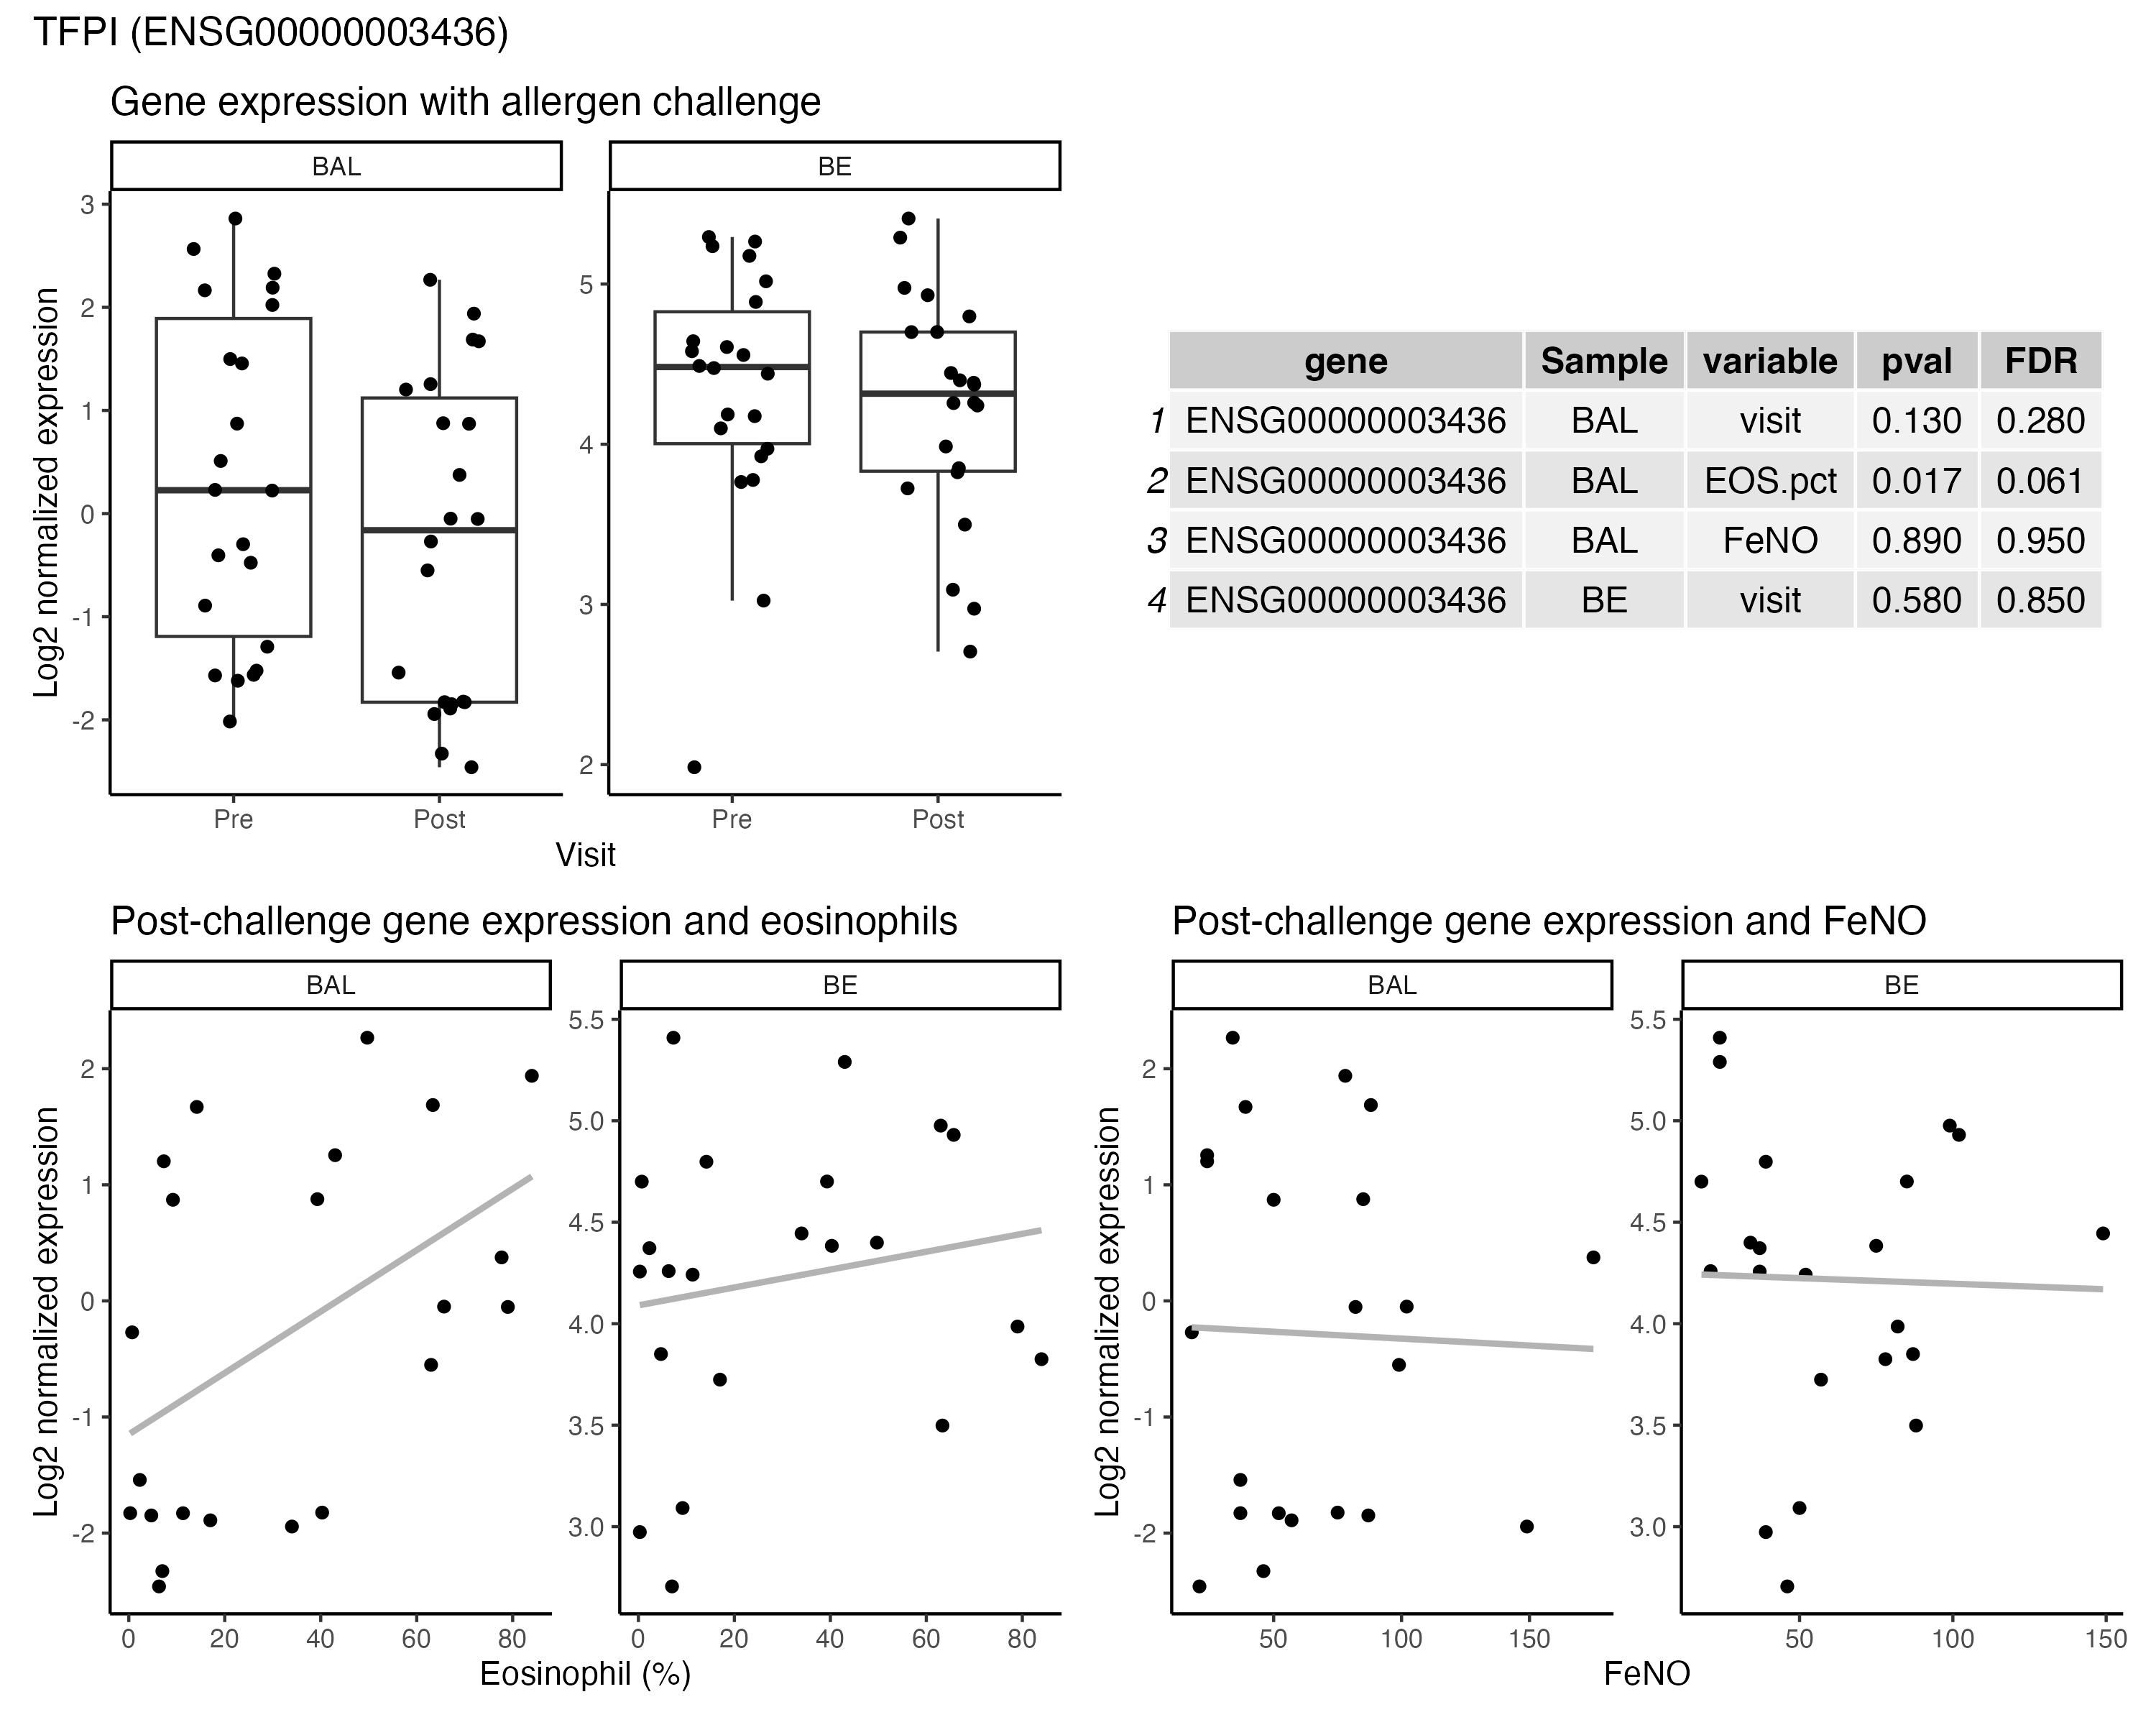 TFPI (ENSG00000003436)
Gene expression with allergen challenge
BAL
BE
Log2 normalized expression
3
2
1
0
-1
-2
5
4
3
2
Pre
Post
Pre
Post
Visit
gene Sample variable pval FDR
1 ENSG00000003436 BAL visit 0.130 0.280
2 ENSG00000003436 BAL EOS.pct 0.017 0.061
3 ENSG00000003436 BAL FeNO 0.890 0.950
4 ENSG00000003436 BE visit 0.580 0.850
Post-challenge gene expression and eosinophils
BAL
BE
Log2 normalized expression
2
1
0
-1
-2
5.5
5.0
4.5
4.0
3.5
3.0
0 20 40 60 80
0 20 40 60 80
Eosinophil (%)
Post-challenge gene expression and FeNO
BAL
BE
Log2 normalized expression
2
1
0
-1
-2
5.5
5.0
4.5
4.0
3.5
3.0
50 100 150
50 100 150
FeNO